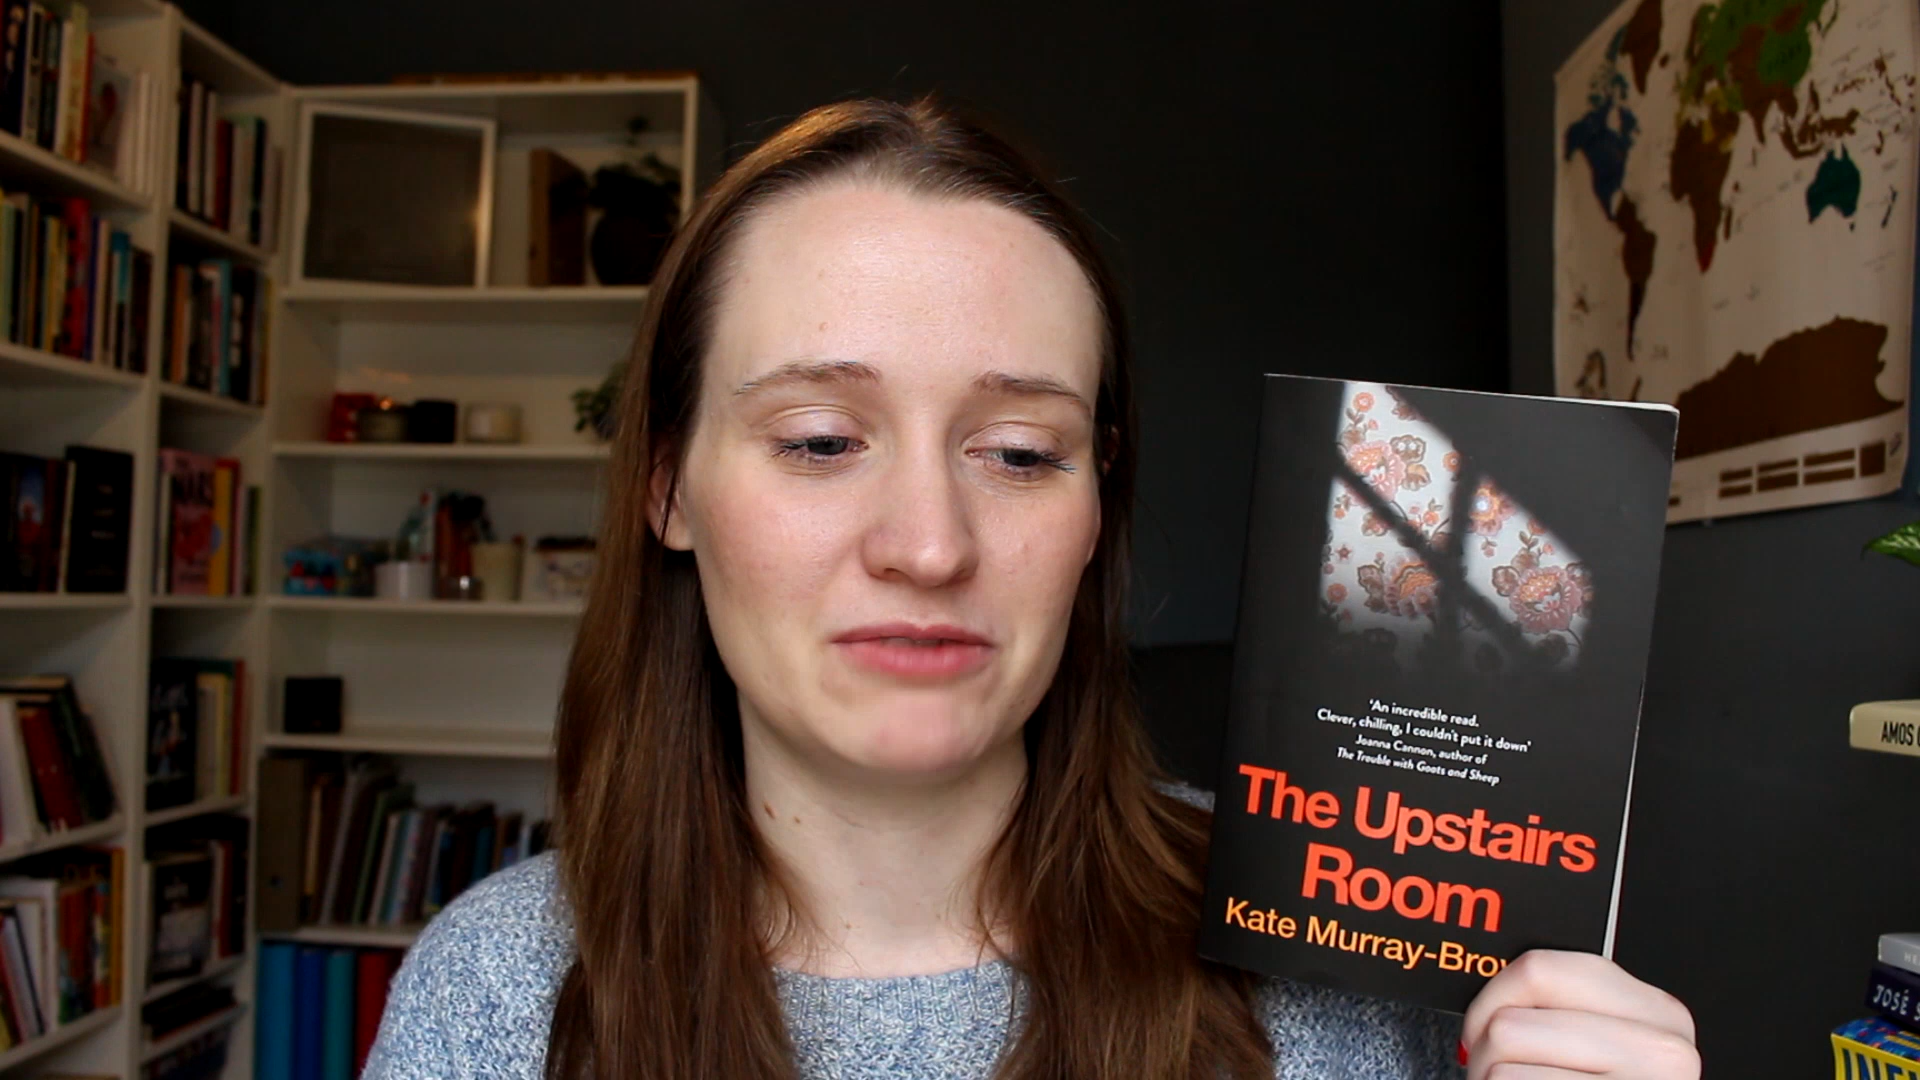 'An incredible read.
Clever, chilling, I couldn't put it down'
Joanna Cannon, author of
The Trouble with Goats and Sheep
The Upstairs
Room
Kate Murray-Bro
AMOS
JOSÉ